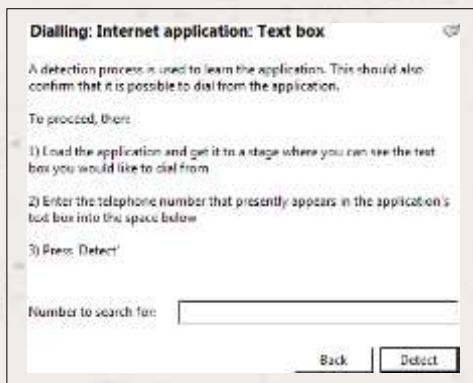 Dialling: Internet application: Text box
A detection process is used to learn the application. This should also
confirm that it is possible to dial from the application.
To proceed, then:
1) Load the application and get it to a stage where you can see the text
box you would like to dial from
2) Enter the telephone number that presently appears in the application's
text box into the space below
3) Press 'Detect'
Number to search for:
Back Detect